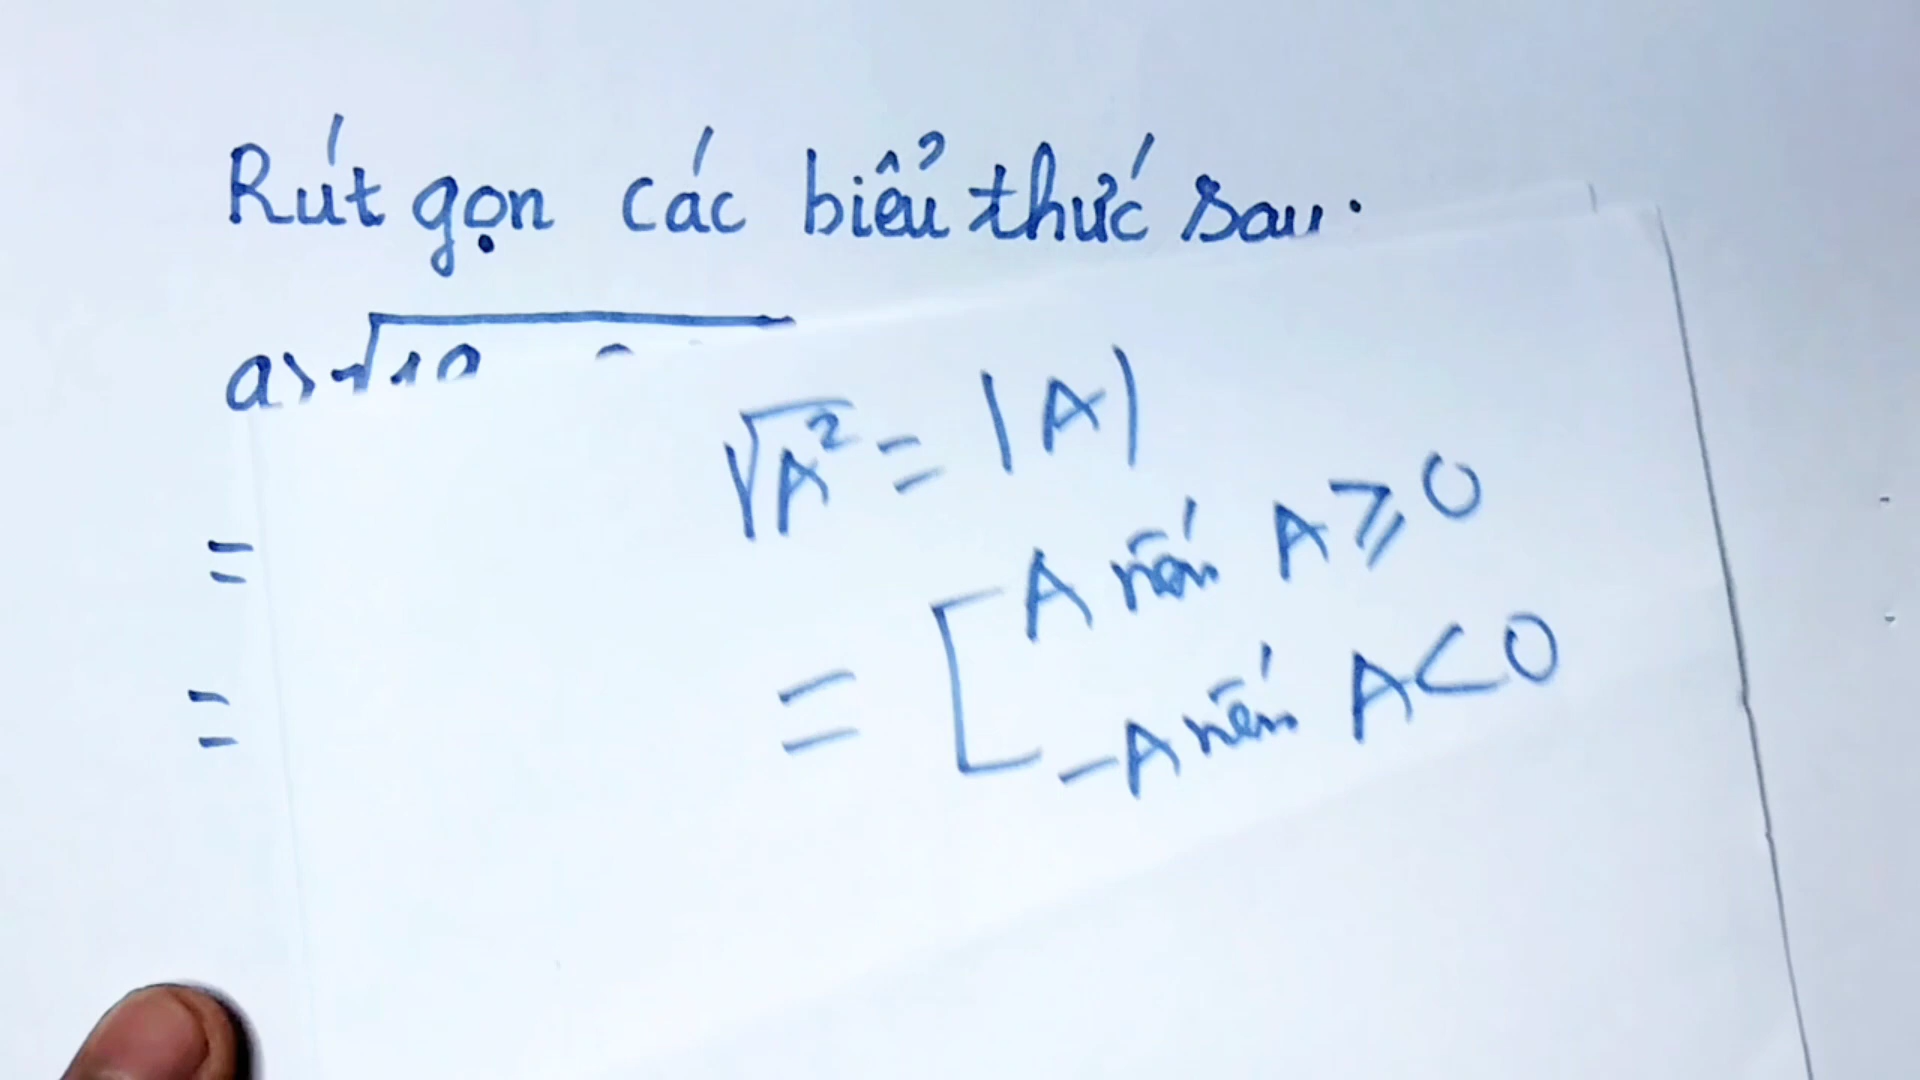 Rút gọn các biểu thức sau.
a)
√A² = |A|
= [A nếu A ⩾ 0
-A nếu A < 0
=
=